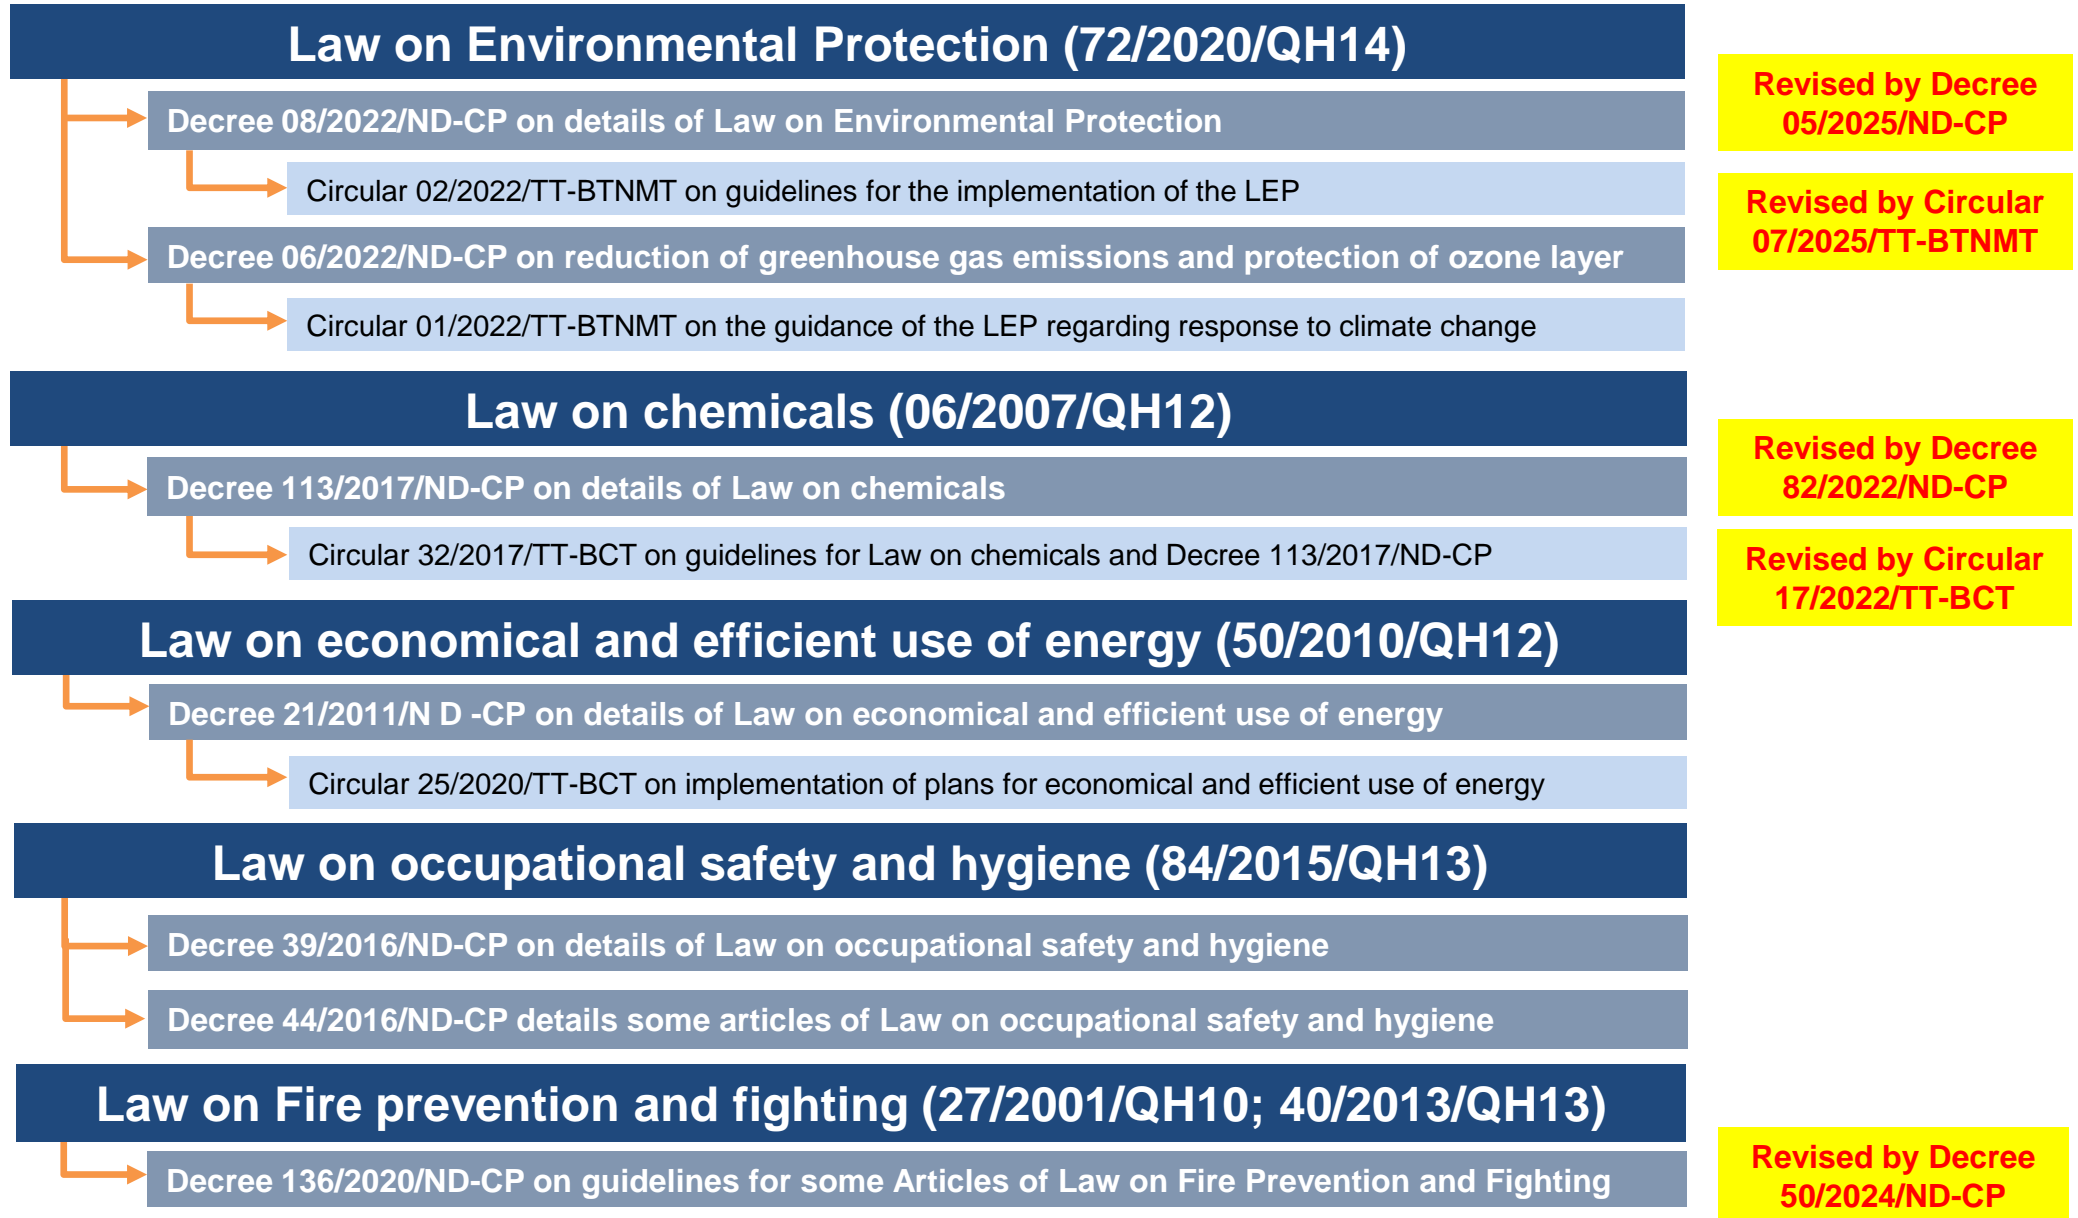 Law on Environmental Protection (72/2020/QH14)
Revised by Decree
05/2025/ND-CP
Decree 08/2022/ND-CP on details of Law on Environmental Protection
Circular 02/2022/TT-BTNMT on guidelines for the implementation of the LEP
Revised by Circular
07/2025/TT-BTNMT
Decree 06/2022/ND-CP on reduction of greenhouse gas emissions and protection of ozone layer
Circular 01/2022/TT-BTNMT on the guidance of the LEP regarding response to climate change
Law on chemicals (06/2007/QH12)
Revised by Decree
82/2022/ND-CP
Decree 113/2017/ND-CP on details of Law on chemicals
Circular 32/2017/TT-BCT on guidelines for Law on chemicals and Decree 113/2017/ND-CP
Revised by Circular
17/2022/TT-BCT
Law on economical and efficient use of energy (50/2010/QH12)
Decree 21/2011/N D -CP on details of Law on economical and efficient use of energy
Circular 25/2020/TT-BCT on implementation of plans for economical and efficient use of energy
Law on occupational safety and hygiene (84/2015/QH13)
Decree 39/2016/ND-CP on details of Law on occupational safety and hygiene
Decree 44/2016/ND-CP details some articles of Law on occupational safety and hygiene
Law on Fire prevention and fighting (27/2001/QH10; 40/2013/QH13)
Decree 136/2020/ND-CP on guidelines for some Articles of Law on Fire Prevention and Fighting
Revised by Decree
50/2024/ND-CP